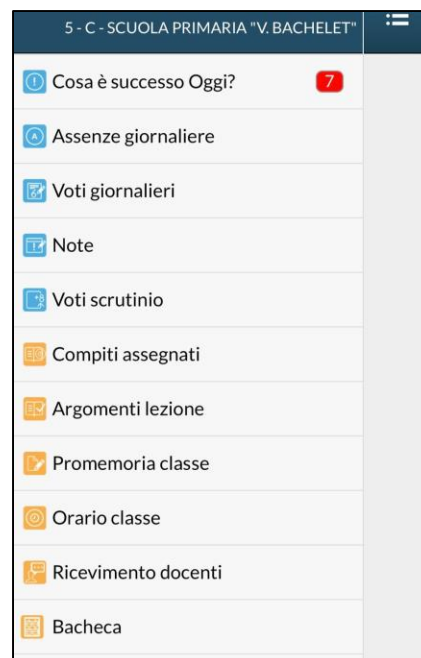 5 - C - SCUOLA PRIMARIA "V. BACHELET"
Cosa è successo Oggi? 7
Assenze giornaliere
Voti giornalieri
Note
Voti scrutinio
Compiti assegnati
Argomenti lezione
Promemoria classe
Orario classe
Ricevimento docenti
Bacheca